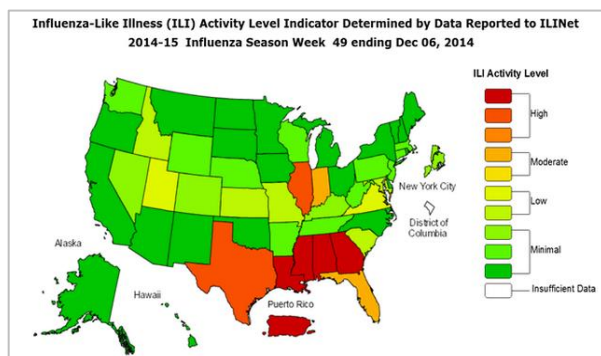 Influenza-Like Illness (ILI) Activity Level Indicator Determined by Data Reported to ILINet
2014-15 Influenza Season Week 49 ending Dec 06, 2014
ILI Activity Level
High
Moderate
Low
Minimal
Insufficient Data
New York City
District of
Columbia
Alaska
Hawaii
Puerto Rico